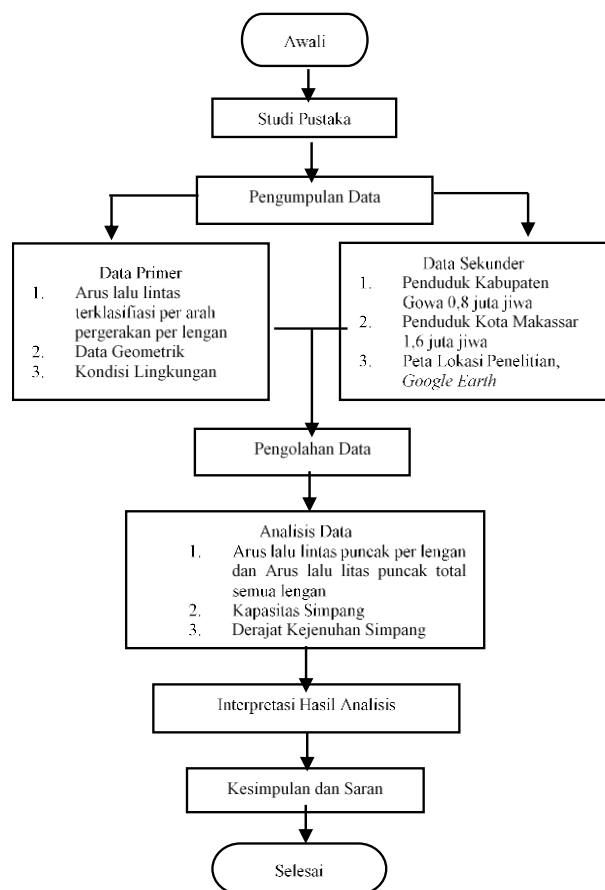 Awali
Studi Pustaka
Pengumpulan Data
Data Primer
1. Arus lalu lintas
terklasifiasi per arah
pergerakan per lengan
2. Data Geometrik
3. Kondisi Lingkungan
Data Sekunder
1. Penduduk Kabupaten
Gowa 0,8 juta jiwa
2. Penduduk Kota Makassar
1,6 juta jiwa
3. Peta Lokasi Penelitian,
Google Earth
Pengolahan Data
Analisis Data
1. Arus lalu lintas puncak per lengan
dan Arus lalu litas puncak total
semua lengan
2. Kapasitas Simpang
3. Derajat Kejenuhan Simpang
Interpretasi Hasil Analisis
Kesimpulan dan Saran
Selesai